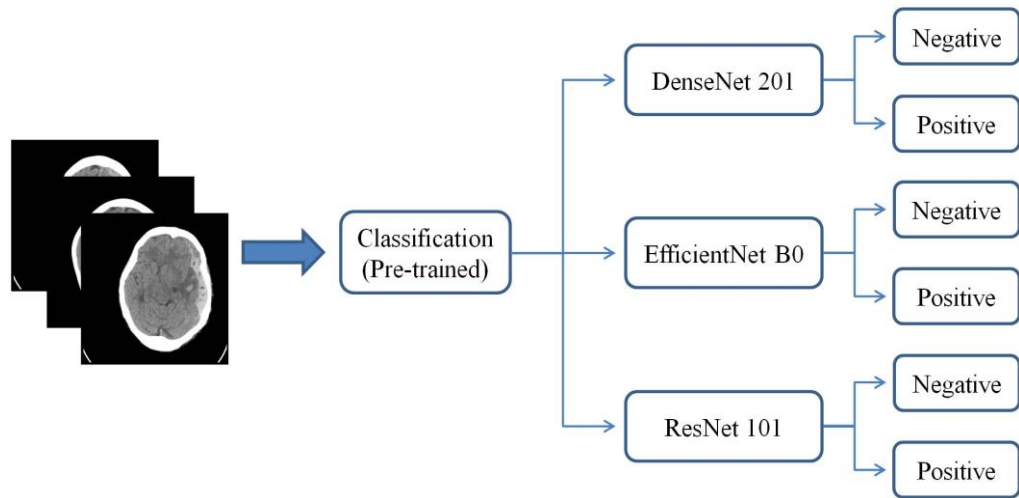 Negative
DenseNet 201
Positive
Classification
(Pre-trained)
Negative
EfficientNet B0
Positive
Negative
ResNet 101
Positive